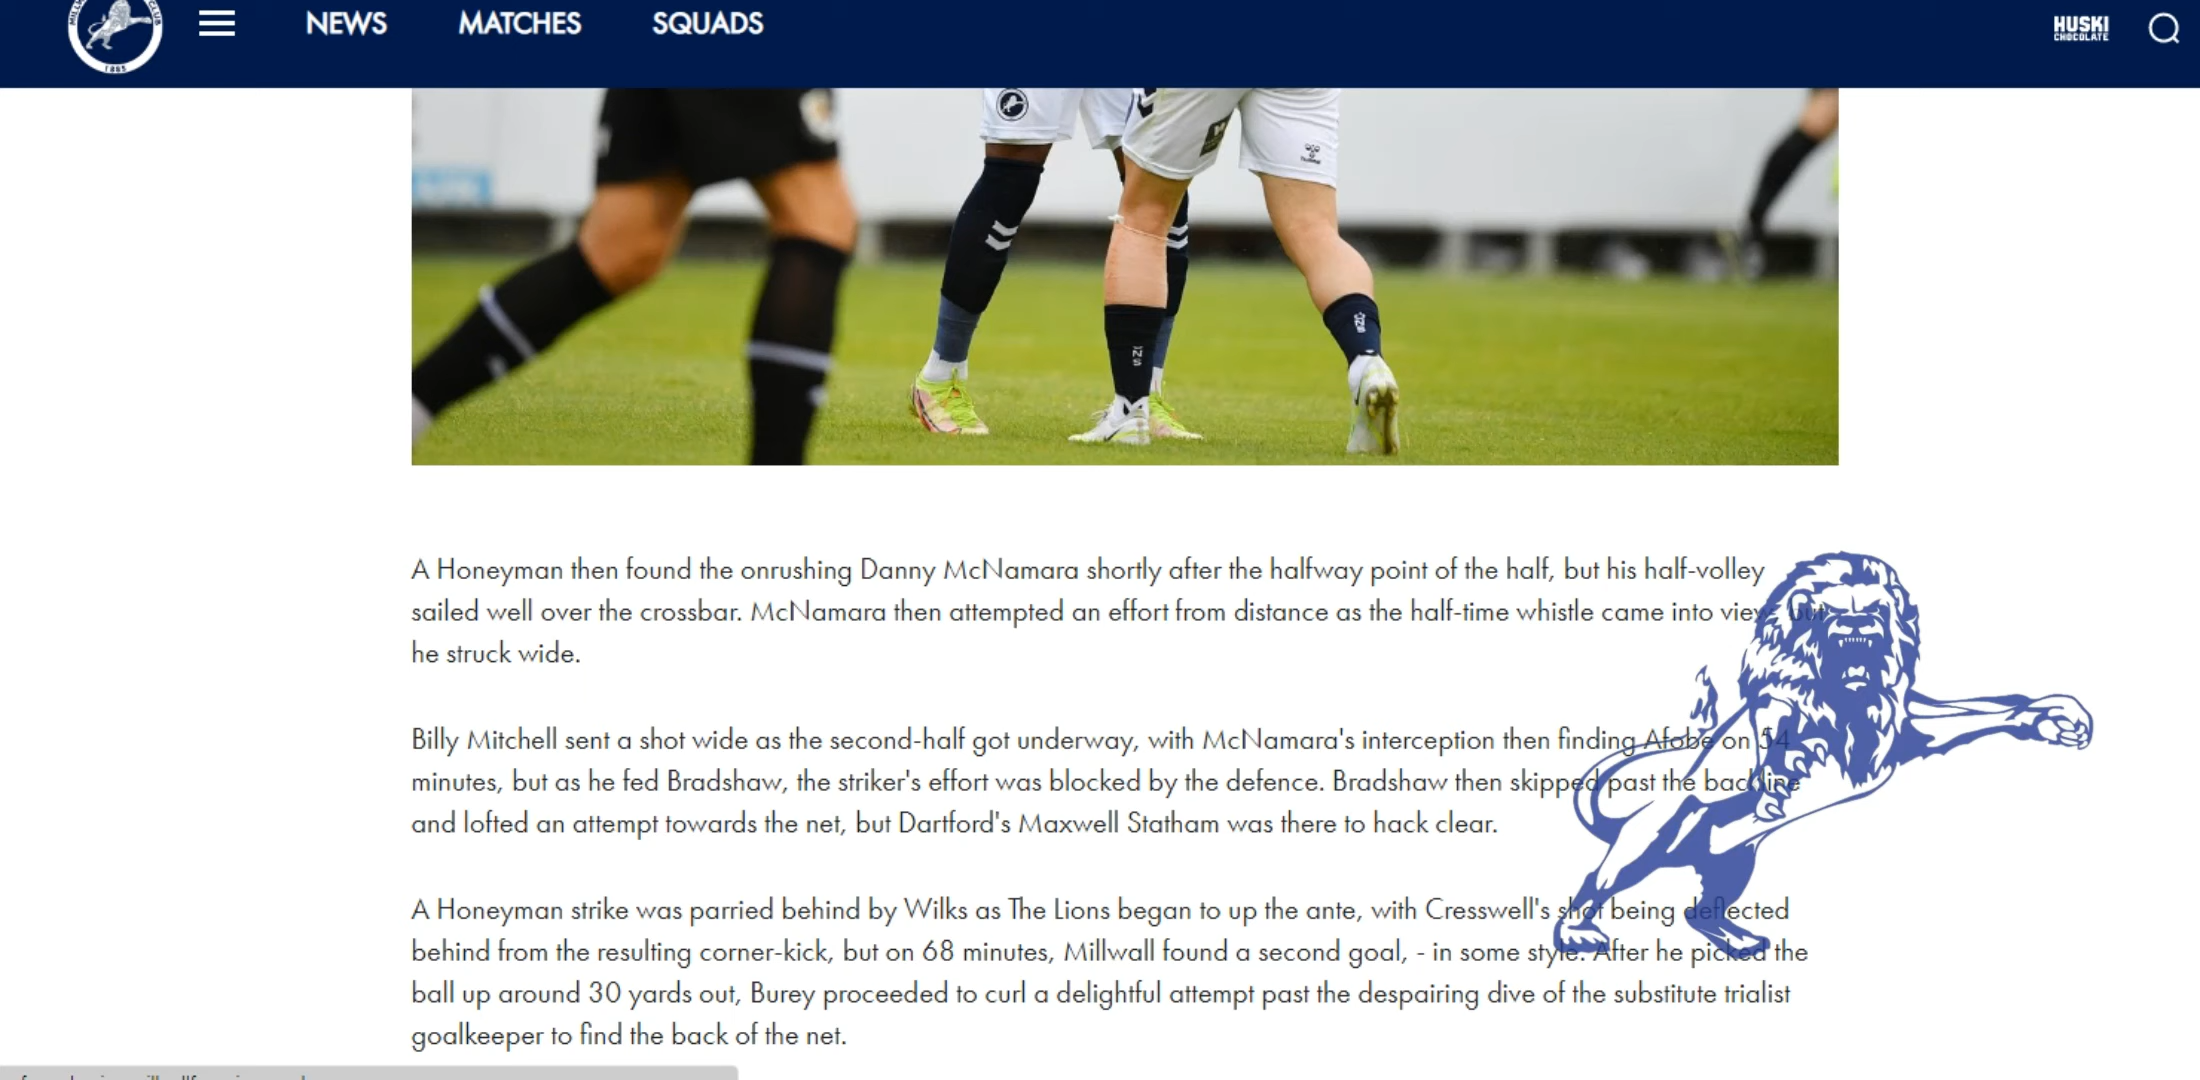 NEWS MATCHES SQUADS
HUSKI
CHOCOLATE
1885
A Honeyman then found the onrushing Danny McNamara shortly after the halfway point of the half, but his half-volley
sailed well over the crossbar. McNamara then attempted an effort from distance as the half-time whistle came into view, but
he struck wide.
Billy Mitchell sent a shot wide as the second-half got underway, with McNamara's interception then finding Afobe on 54
minutes, but as he fed Bradshaw, the striker's effort was blocked by the defence. Bradshaw then skipped past the backline
and lofted an attempt towards the net, but Dartford's Maxwell Statham was there to hack clear.
A Honeyman strike was parried behind by Wilks as The Lions began to up the ante, with Cresswell's shot being deflected
behind from the resulting corner-kick, but on 68 minutes, Millwall found a second goal, - in some style. After he picked the
ball up around 30 yards out, Burey proceeded to curl a delightful attempt past the despairing dive of the substitute trialist
goalkeeper to find the back of the net.